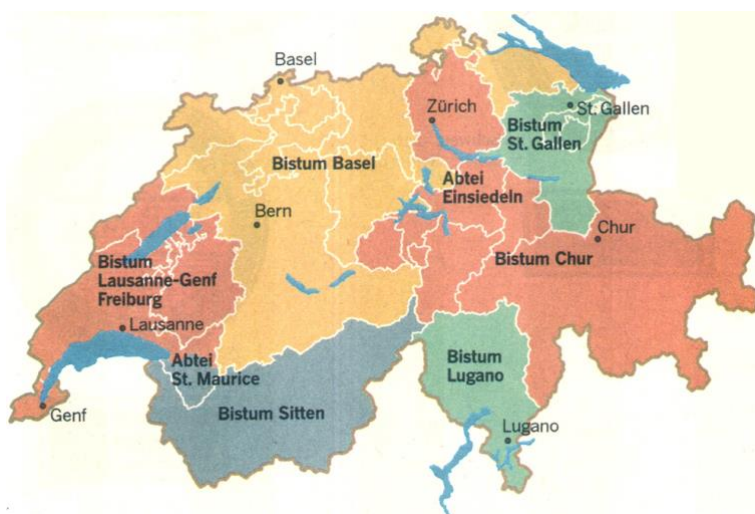 Basel
Zürich
St. Gallen
Bistum
St. Gallen
Bistum Basel
Abtei
Einsiedeln
Bern
Chur
Bistum
Lausanne-Genf
Freiburg
Bistum Chur
Lausanne
Abtei
St. Maurice
Bistum
Lugano
Bistum Sitten
Genf
Lugano